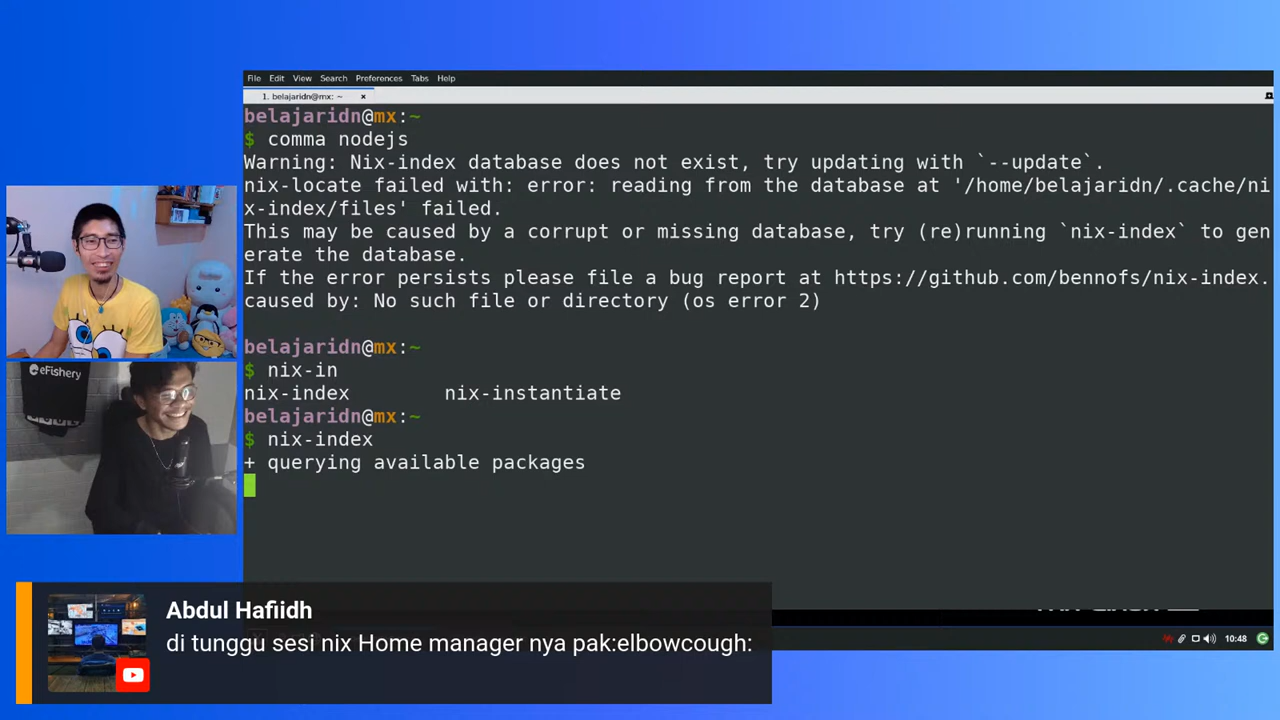 File Edit View Search Preferences Tabs Help
1. belajaridn@mx: ~ ×
belajaridn@mx:~
$ comma nodejs
Warning: Nix-index database does not exist, try updating with `--update`.
nix-locate failed with: error: reading from the database at '/home/belajaridn/.cache/ni
x-index/files' failed.
This may be caused by a corrupt or missing database, try (re)running `nix-index` to gen
erate the database.
If the error persists please file a bug report at https://github.com/bennofs/nix-index.
caused by: No such file or directory (os error 2)
belajaridn@mx:~
$ nix-in
nix-index nix-instantiate
belajaridn@mx:~
$ nix-index
+ querying available packages
eFishery
Abdul Hafiidh
di tunggu sesi nix Home manager nya pak:elbowcough:
10:48